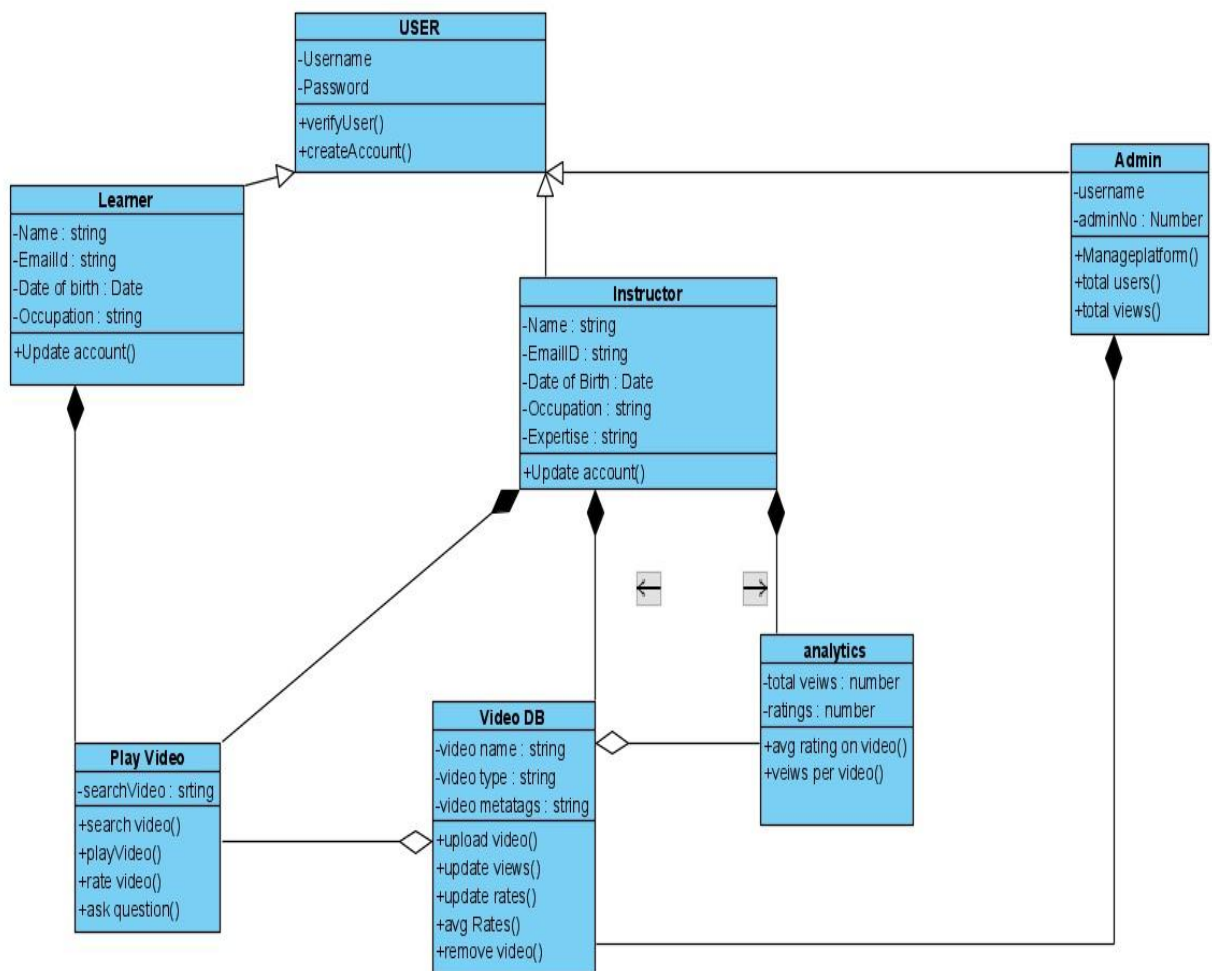 USER
-Username
-Password
+verifyUser()
+createAccount()
Learner
-Name : string
-EmailId : string
-Date of birth : Date
-Occupation : string
+Update account()
Instructor
-Name : string
-EmailID : string
-Date of Birth : Date
-Occupation : string
-Expertise : string
+Update account()
Admin
-username
-adminNo : Number
+Manageplatform()
+total users()
+total views()
Play Video
-searchVideo : srting
+search video()
+playVideo()
+rate video()
+ask question()
Video DB
-video name : string
-video type : string
-video metatags : string
+upload video()
+update views()
+update rates()
+avg Rates()
+remove video()
analytics
-total veiws : number
-ratings : number
+avg rating on video()
+veiws per video()